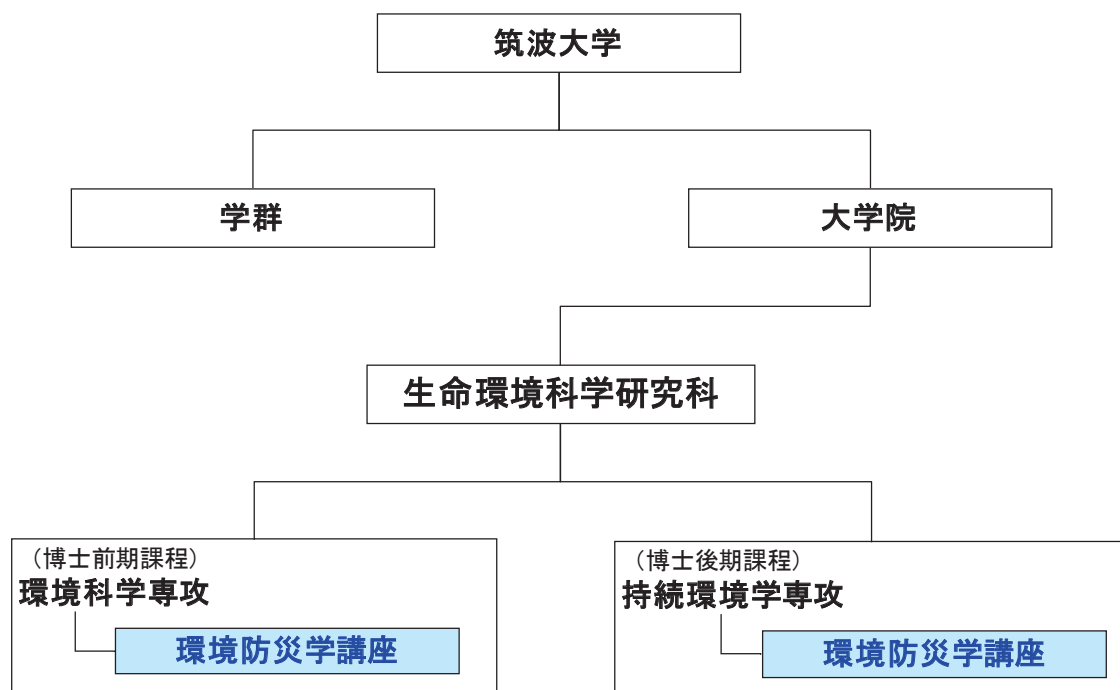 筑波大学
学群
大学院
生命環境科学研究科
（博士前期課程）
環境科学専攻
環境防災学講座
（博士後期課程）
持続環境学専攻
環境防災学講座